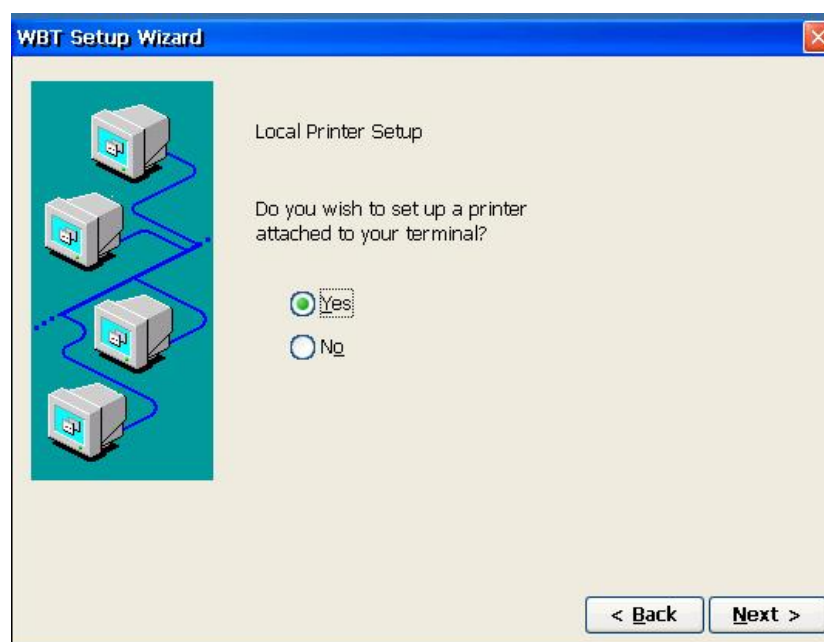 WBT Setup Wizard
Local Printer Setup
Do you wish to set up a printer
attached to your terminal?
Yes
No
< Back
Next >